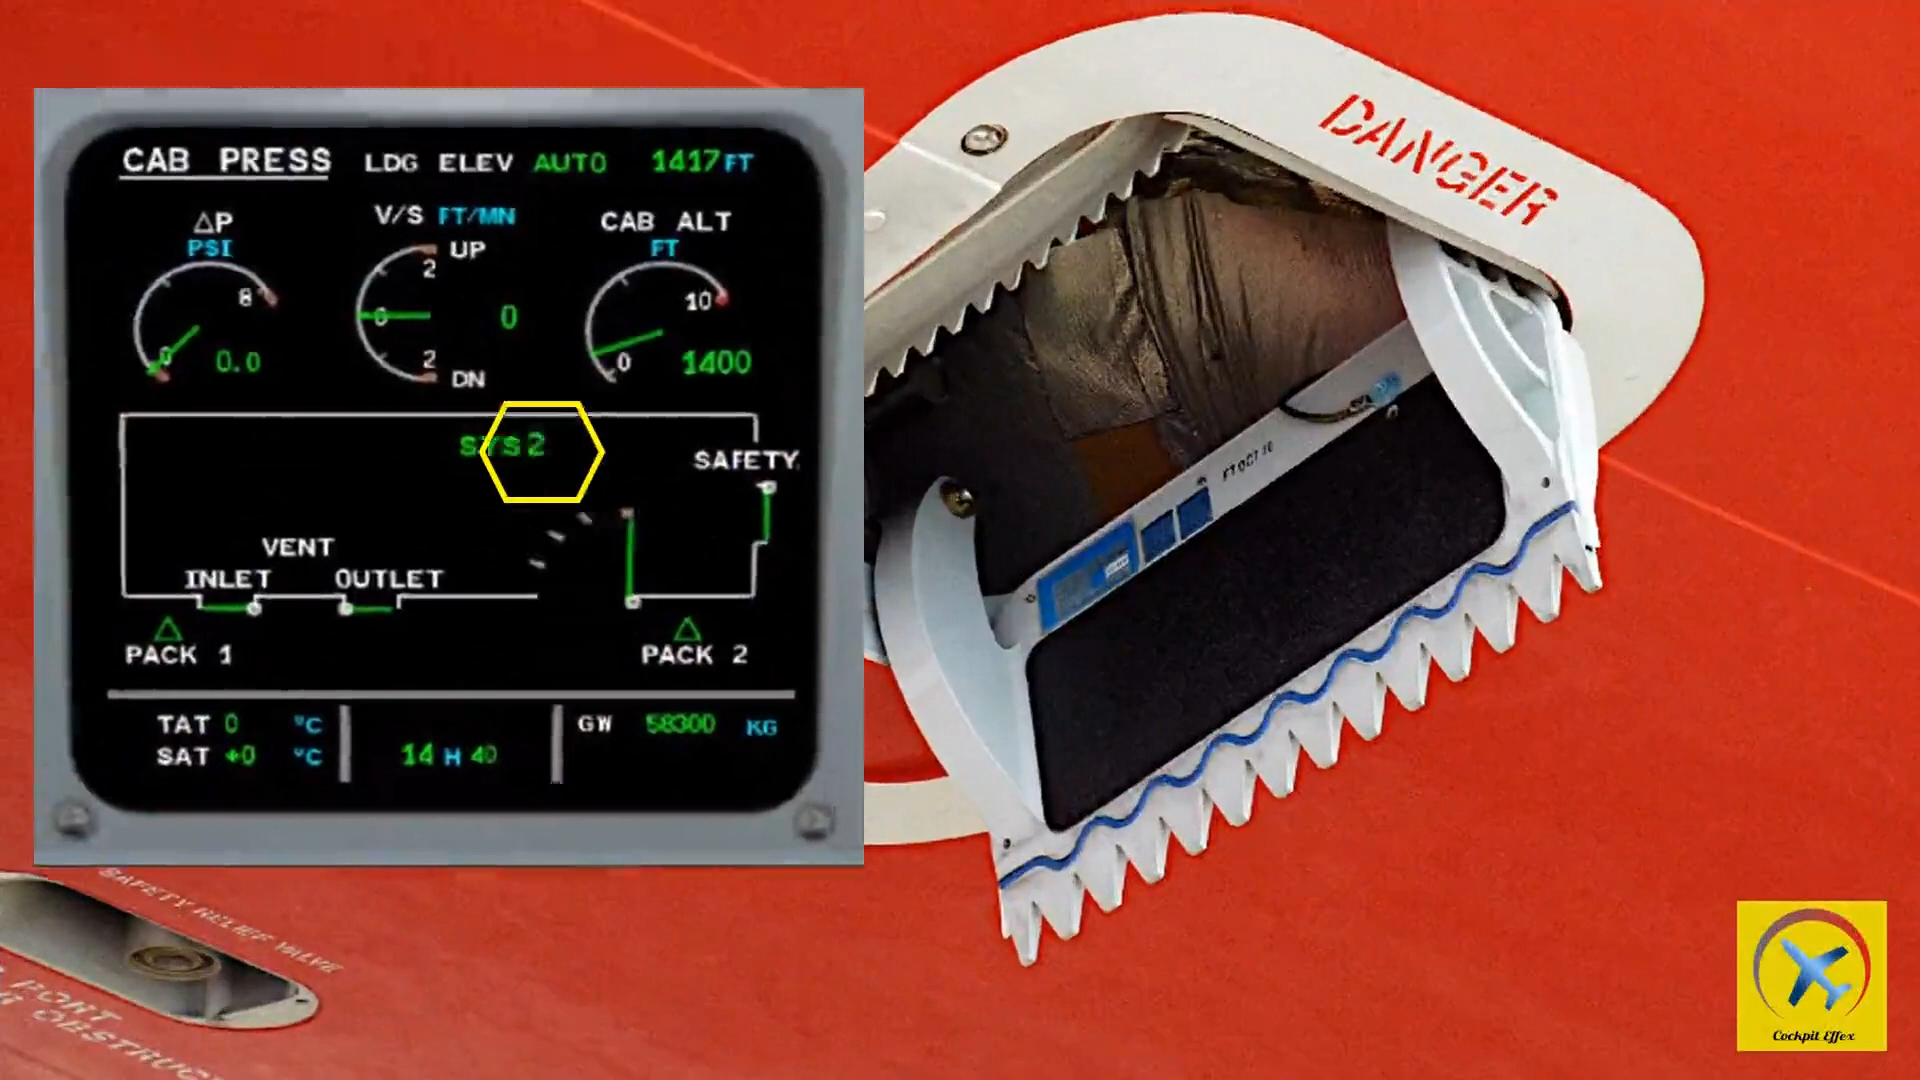 CAB PRESS LDG ELEV AUTO 1417 FT
ΔP V/S FT/MN CAB ALT
PSI UP FT
8 2 10
0 0
0 0.0 2 0 1400
DN
SYS 2
SAFETY
VENT
INLET OUTLET
PACK 1 PACK 2
TAT 0 °C GW 58300 KG
SAT +0 °C 14 H 40
DANGER
SAFETY RELIEF VALVE
PORT
Cockpit Effex